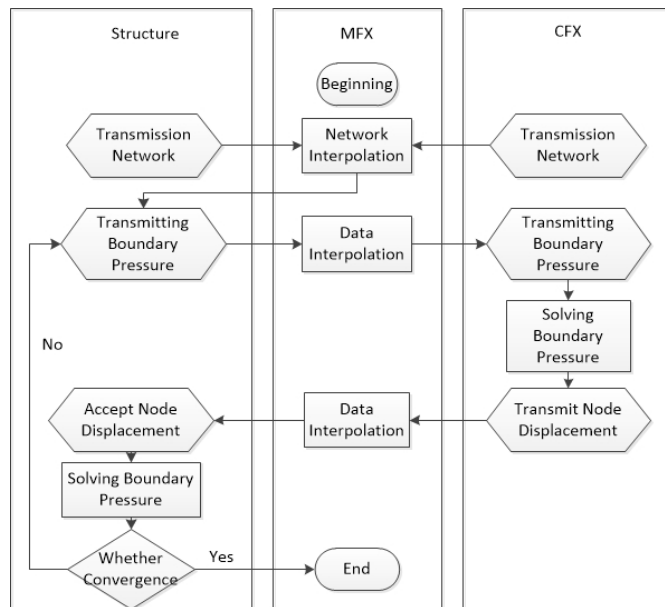 Structure
MFX
CFX
Beginning
Transmission
Network
Network
Interpolation
Transmission
Network
Transmitting
Boundary
Pressure
Data
Interpolation
Transmitting
Boundary
Pressure
Solving
Boundary
Pressure
No
Accept Node
Displacement
Data
Interpolation
Transmit Node
Displacement
Solving Boundary
Pressure
Whether
Convergence
Yes
End